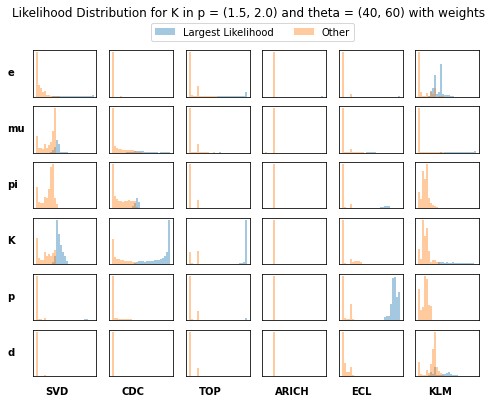 Likelihood Distribution for K in p = (1.5, 2.0) and theta = (40, 60) with weights
Largest Likelihood Other
e
mu
pi
K
p
d
SVD CDC TOP ARICH ECL KLM